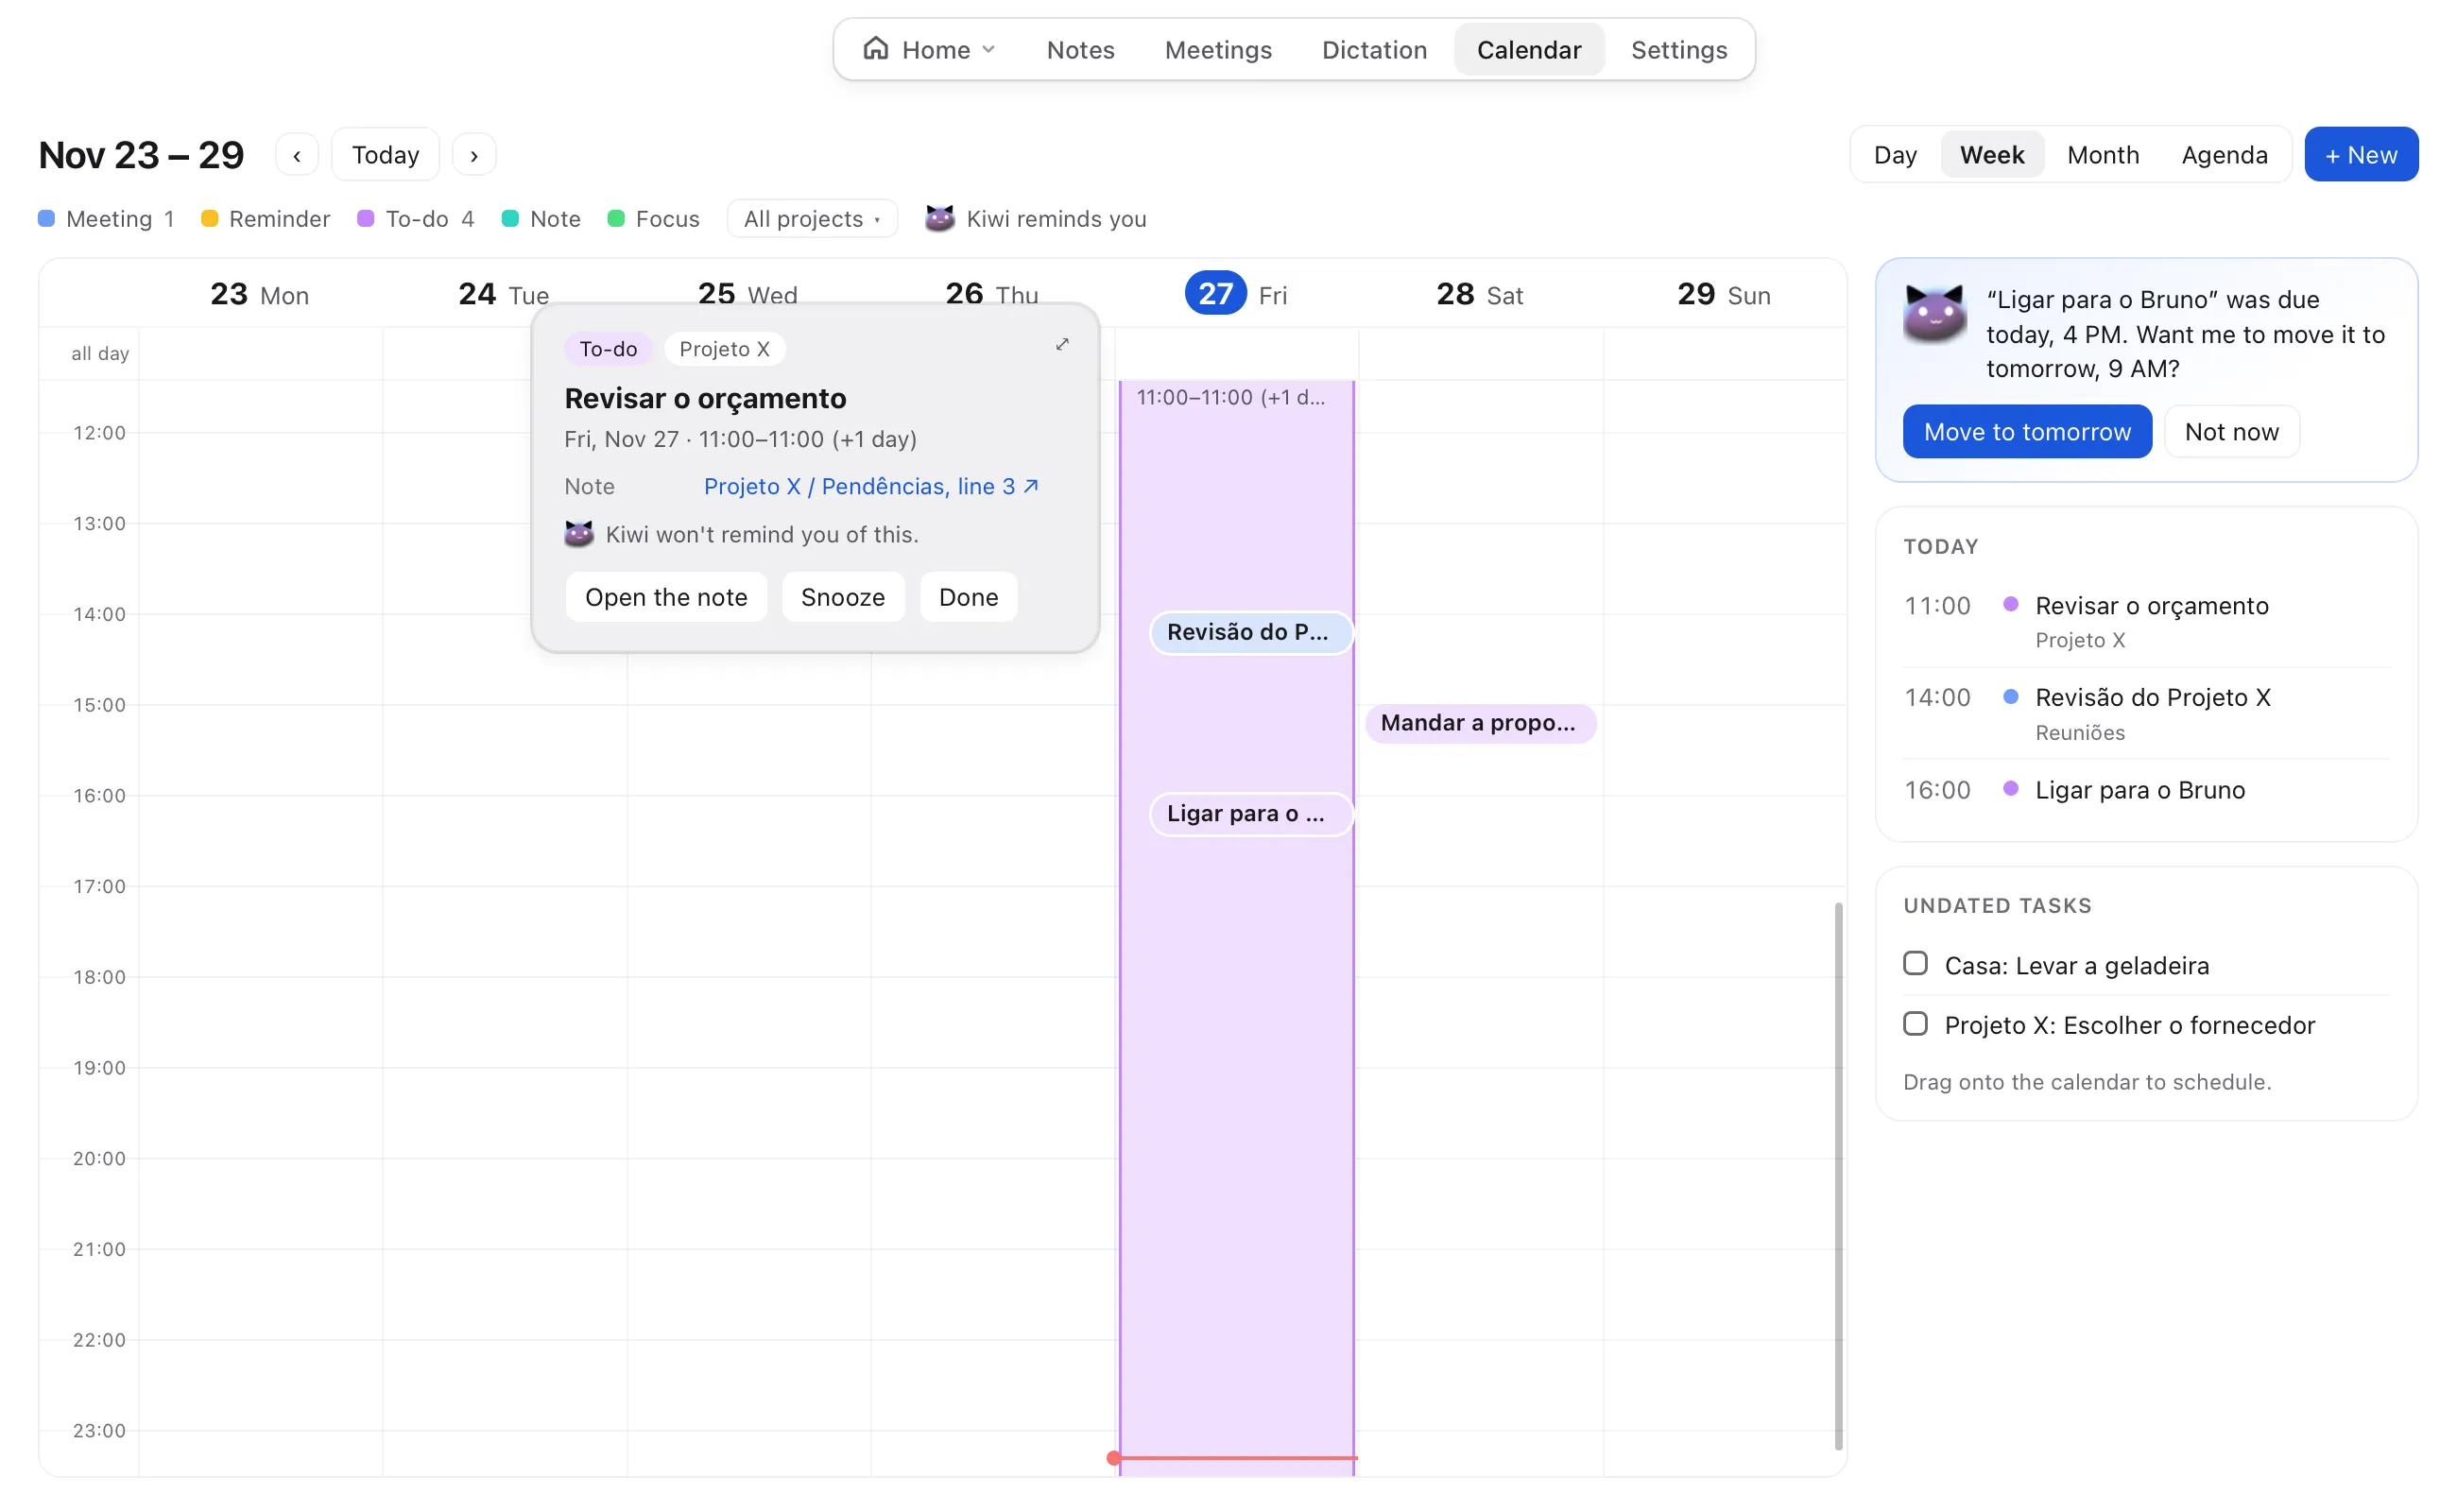 Home Notes Meetings Dictation Calendar Settings
Nov 23 – 29 ‹ Today › Day Week Month Agenda + New
Meeting 1 Reminder To-do 4 Note Focus All projects Kiwi reminds you
23 Mon 24 Tue 25 Wed 26 Thu 27 Fri 28 Sat 29 Sun
all day
To-do Projeto X
Revisar o orçamento
Fri, Nov 27 · 11:00–11:00 (+1 day)
Note Projeto X / Pendências, line 3 ↗
Kiwi won't remind you of this.
Open the note Snooze Done
11:00–11:00 (+1 d...
Revisão do P...
Ligar para o ...
Mandar a propo...
12:00
13:00
14:00
15:00
16:00
17:00
18:00
19:00
20:00
21:00
22:00
23:00
“Ligar para o Bruno” was due
today, 4 PM. Want me to move it to
tomorrow, 9 AM?
Move to tomorrow Not now
TODAY
11:00 Revisar o orçamento
Projeto X
14:00 Revisão do Projeto X
Reuniões
16:00 Ligar para o Bruno
UNDATED TASKS
Casa: Levar a geladeira
Projeto X: Escolher o fornecedor
Drag onto the calendar to schedule.